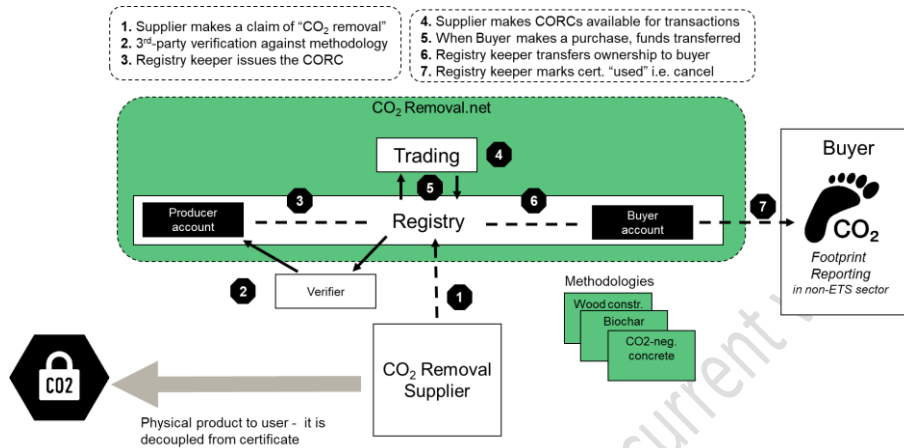 1. Supplier makes a claim of “CO₂ removal”
2. 3rd-party verification against methodology
3. Registry keeper issues the CORC
4. Supplier makes CORCs available for transactions
5. When Buyer makes a purchase, funds transferred
6. Registry keeper transfers ownership to buyer
7. Registry keeper marks cert. “used” i.e. cancel
CO₂ Removal.net
Trading
4
5
3
6
7
Producer
account
Registry
Buyer
account
Buyer
CO₂
Footprint
Reporting
in non-ETS sector
2
Verifier
1
Methodologies
Wood constr.
Biochar
CO2-neg.
concrete
CO2
CO₂ Removal
Supplier
Physical product to user - it is
decoupled from certificate
current